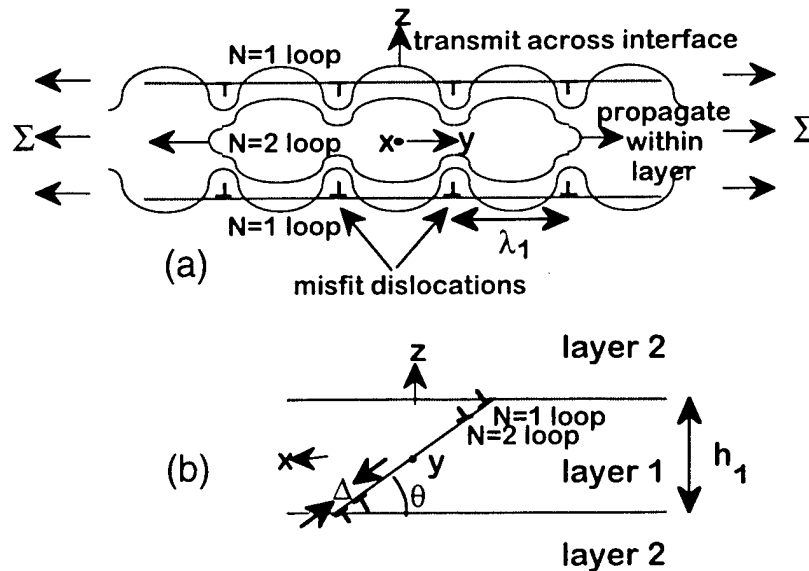 z
N=1 loop transmit across interface
Σ N=2 loop x y propagate within layer Σ
N=1 loop
λ₁
(a)
misfit dislocations
layer 2
z
N=1 loop
N=2 loop
x
y
(b)
Δ
θ
layer 1
h₁
layer 2